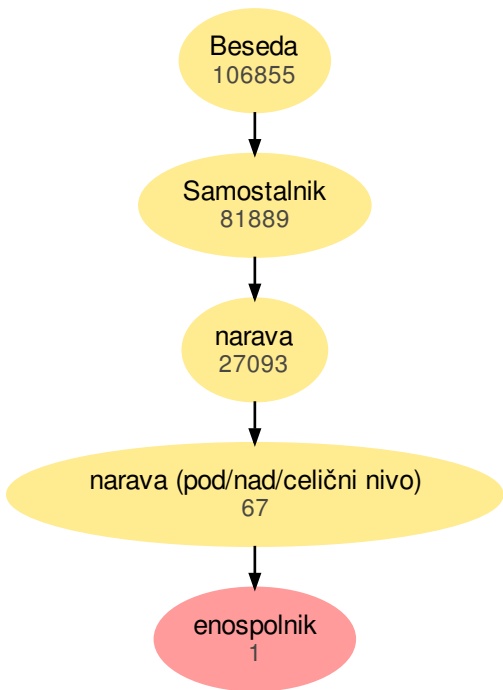 Beseda
106855
Samostalnik
81889
narava
27093
narava (pod/nad/celični nivo)
67
enospolnik
1